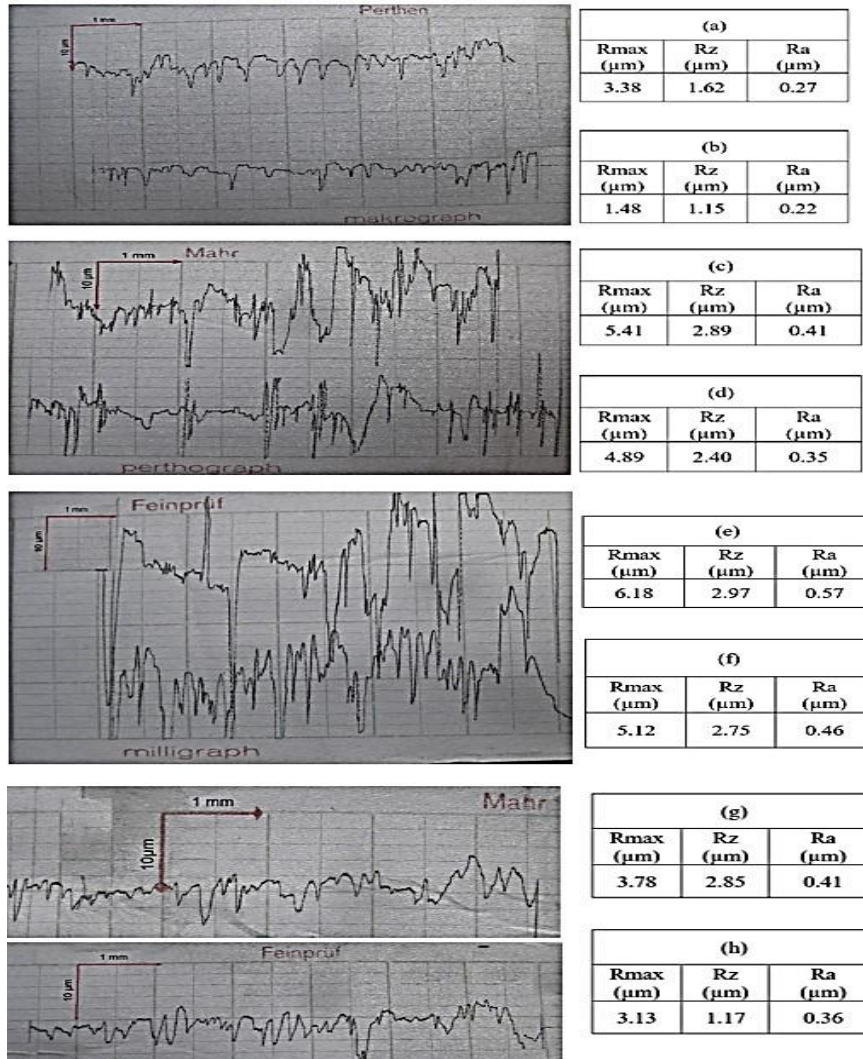 Perthen
1 mm
10 µm
makrograph
(a)
Rmax (µm) Rz (µm) Ra (µm)
3.38 1.62 0.27
(b)
Rmax (µm) Rz (µm) Ra (µm)
1.48 1.15 0.22
Mahr
1 mm
10 µm
perthograph
(c)
Rmax (µm) Rz (µm) Ra (µm)
5.41 2.89 0.41
(d)
Rmax (µm) Rz (µm) Ra (µm)
4.89 2.40 0.35
Feinprüf
1 mm
10 µm
milligraph
(e)
Rmax (µm) Rz (µm) Ra (µm)
6.18 2.97 0.57
(f)
Rmax (µm) Rz (µm) Ra (µm)
5.12 2.75 0.46
1 mm
Mahr
10µm
(g)
Rmax (µm) Rz (µm) Ra (µm)
3.78 2.85 0.41
Feinprüf
1 mm
10 µm
(h)
Rmax (µm) Rz (µm) Ra (µm)
3.13 1.17 0.36